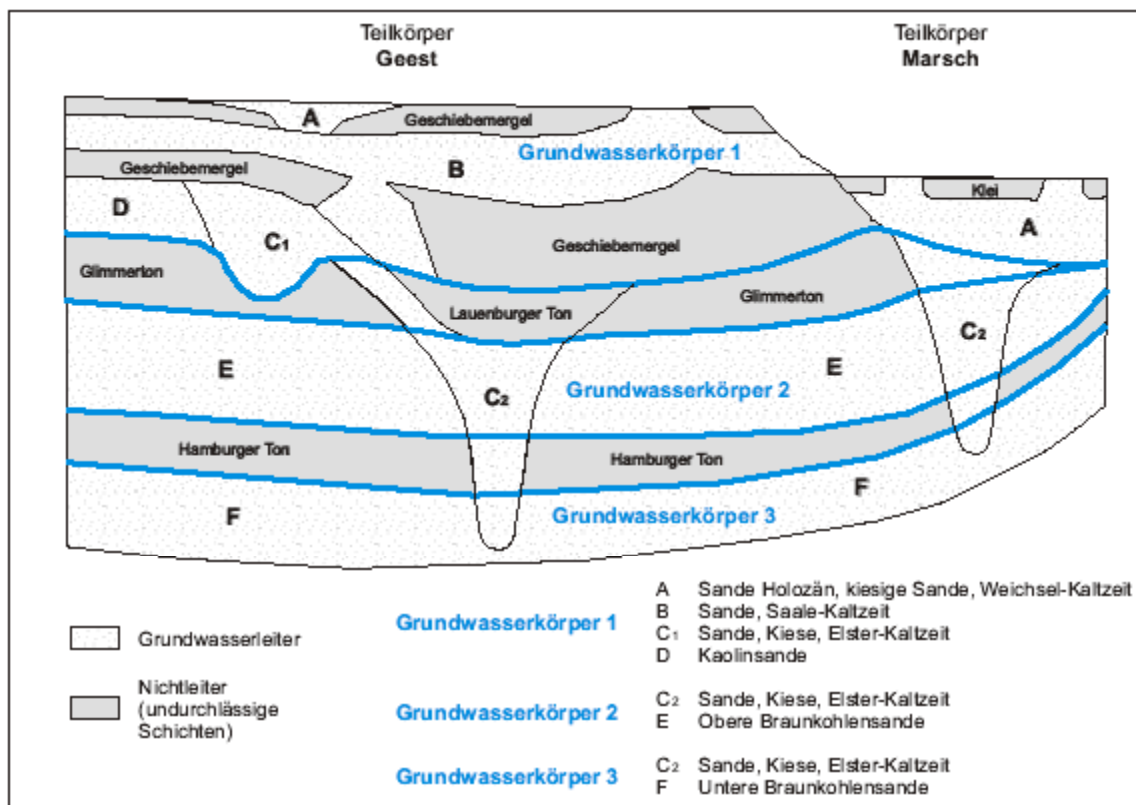 Teilkörper
Geest
Teilkörper
Marsch
A
Geschiebemergel
Grundwasserkörper 1
B
Geschiebemergel
D
C1
Klei
A
Geschiebemergel
Glimmerton
Glimmerton
Lauenburger Ton
C2
E
E
Grundwasserkörper 2
C2
Hamburger Ton
Hamburger Ton
F
F
Grundwasserkörper 3
Grundwasserleiter
Nichtleiter
(undurchlässige
Schichten)
Grundwasserkörper 1
A Sande Holozän, kiesige Sande, Weichsel-Kaltzeit
B Sande, Saale-Kaltzeit
C1 Sande, Kiese, Elster-Kaltzeit
D Kaolinsande
Grundwasserkörper 2
C2 Sande, Kiese, Elster-Kaltzeit
E Obere Braunkohlensande
Grundwasserkörper 3
C2 Sande, Kiese, Elster-Kaltzeit
F Untere Braunkohlensande